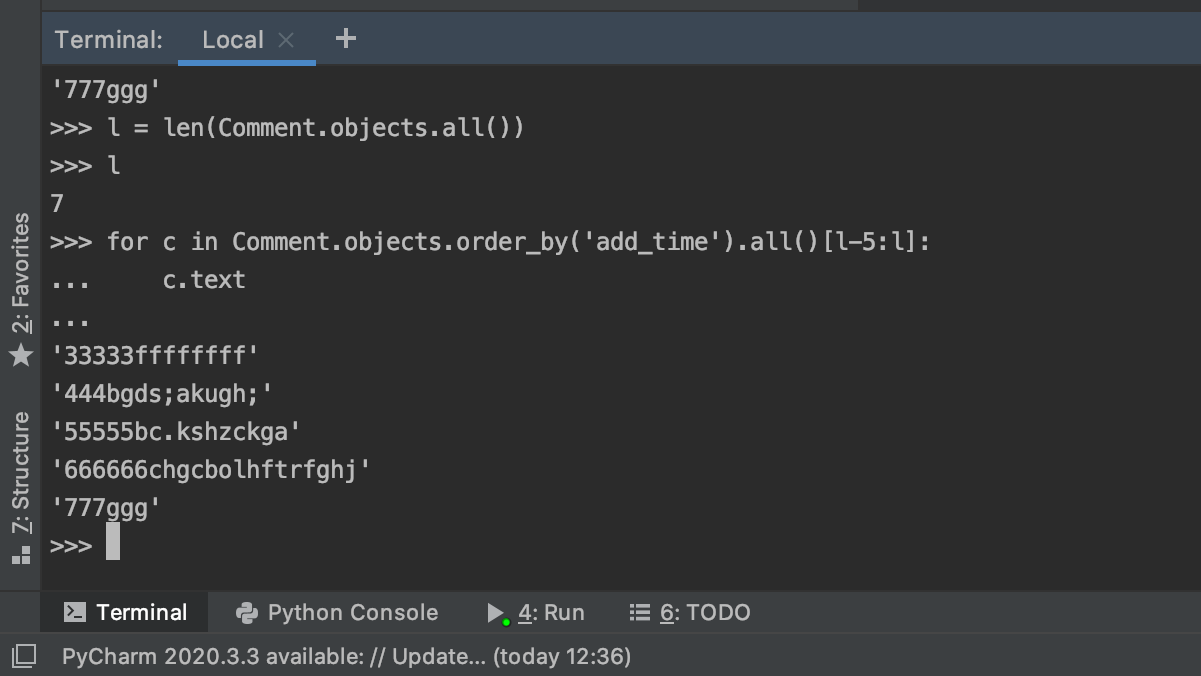 Terminal: Local × +
'777ggg'
>>> l = len(Comment.objects.all())
>>> l
7
>>> for c in Comment.objects.order_by('add_time').all()[l-5:l]:
...     c.text
...
'33333ffffffff'
'444bgds;akugh;'
'55555bc.kshzckga'
'666666chgcbolhftrfghj'
'777ggg'
>>>
2: Favorites
7: Structure
Terminal Python Console 4: Run 6: TODO
PyCharm 2020.3.3 available: // Update... (today 12:36)